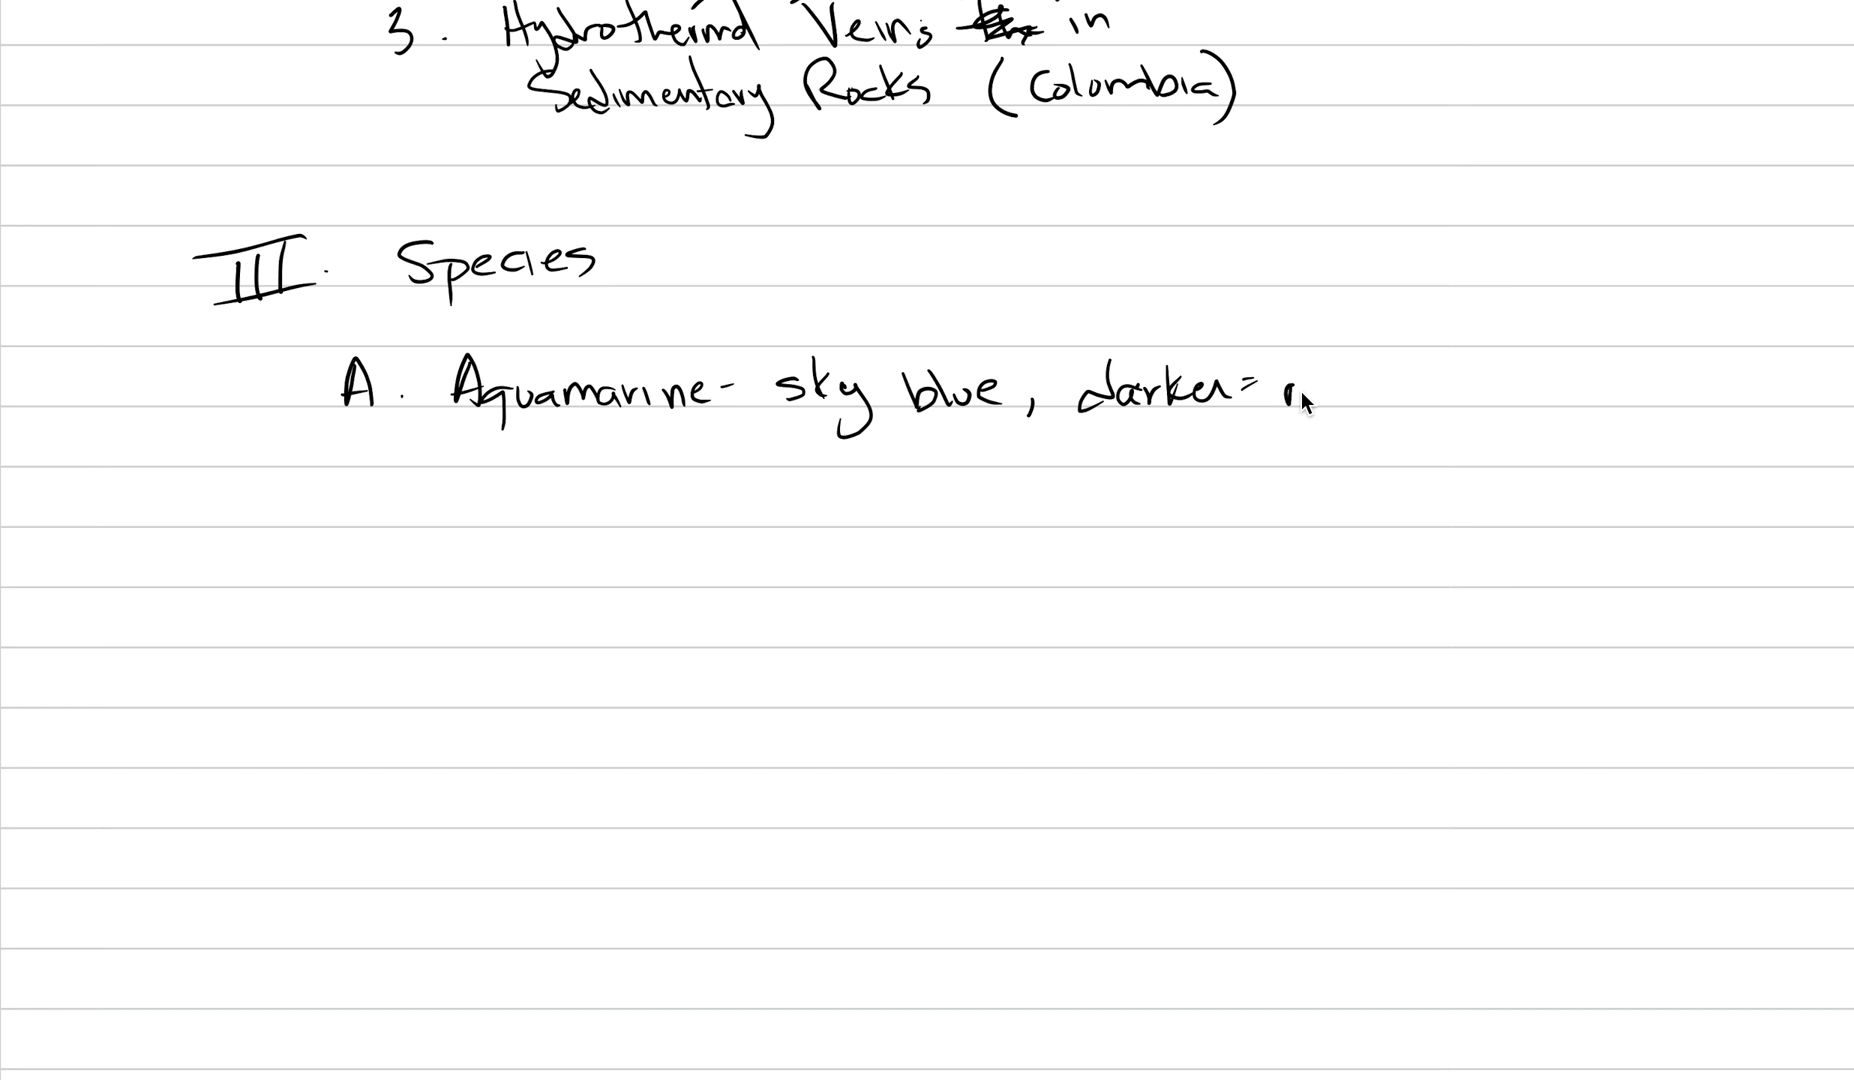 3. Hydrothermal Veins in
Sedimentary Rocks (Colombia)
III. Species
A. Aquamarine- sky blue, darker=